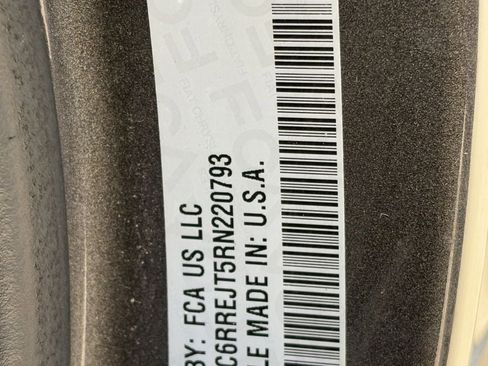 BY: FCA US LLC
C6RREJT5RN220793
LE MADE IN: U.S.A.